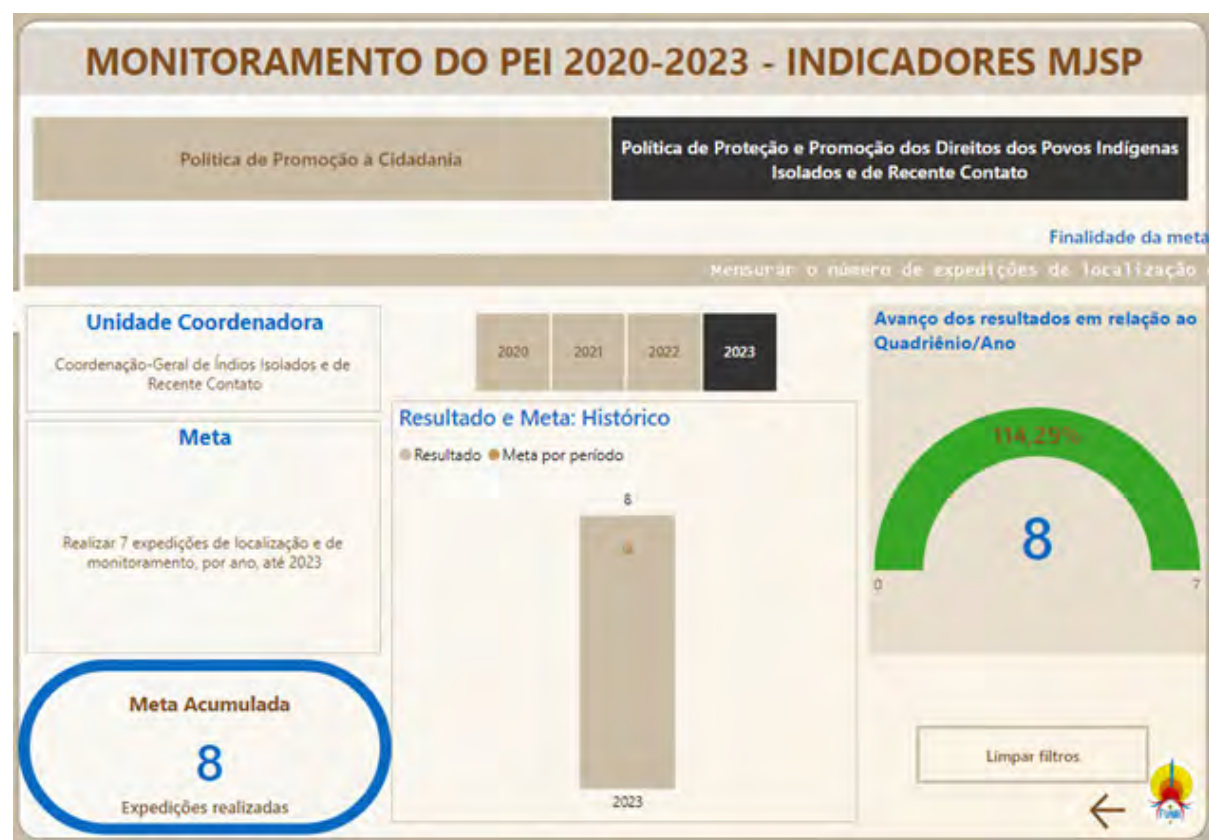 MONITORAMENTO DO PEI 2020-2023 - INDICADORES MJSP
Política de Promoção à Cidadania
Política de Proteção e Promoção dos Direitos dos Povos Indígenas
Isolados e de Recente Contato
Finalidade da meta
Mensurar o número de expedições de localização
Unidade Coordenadora
Coordenação-Geral de Índios Isolados e de
Recente Contato
2020 2021 2022 2023
Avanço dos resultados em relação ao
Quadriênio/Ano
Meta
Realizar 7 expedições de localização e de
monitoramento, por ano, até 2023
Resultado e Meta: Histórico
Resultado Meta por período
8
2023
114,29%
8
0 7
Meta Acumulada
8
Expedições realizadas
Limpar filtros